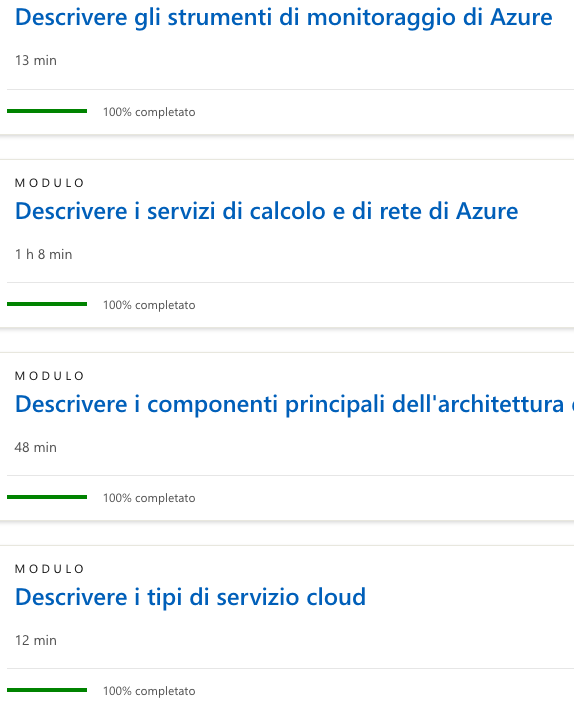 Descrivere gli strumenti di monitoraggio di Azure
13 min
100% completato
MODULO
Descrivere i servizi di calcolo e di rete di Azure
1 h 8 min
100% completato
MODULO
Descrivere i componenti principali dell'architettura
48 min
100% completato
MODULO
Descrivere i tipi di servizio cloud
12 min
100% completato